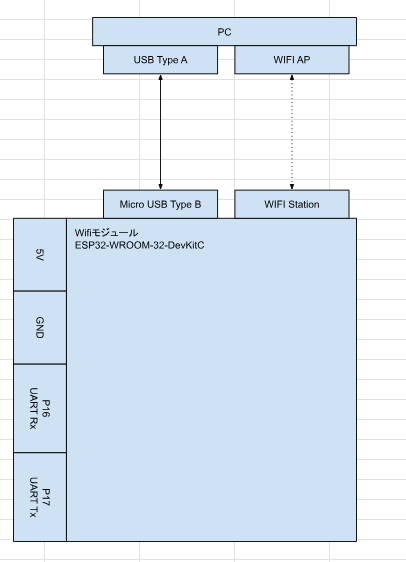 PC
USB Type A
WIFI AP
Micro USB Type B
WIFI Station
Wifiモジュール
ESP32-WROOM-32-DevKitC
5V
GND
P16
UART Rx
P17
UART Tx